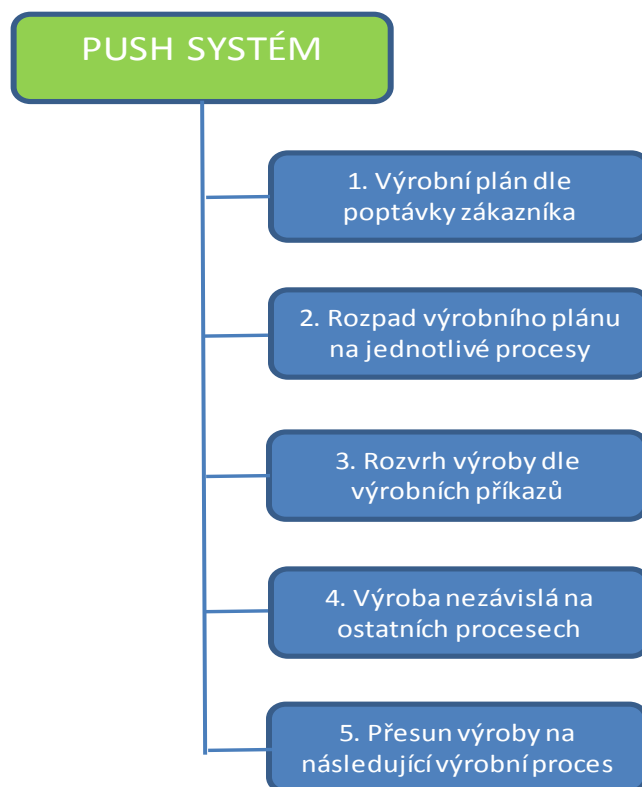 PUSH SYSTÉM
1. Výrobní plán dle
poptávky zákazníka
2. Rozpad výrobního plánu
na jednotlivé procesy
3. Rozvrh výroby dle
výrobních příkazů
4. Výroba nezávislá na
ostatních procesech
5. Přesun výroby na
následující výrobní proces